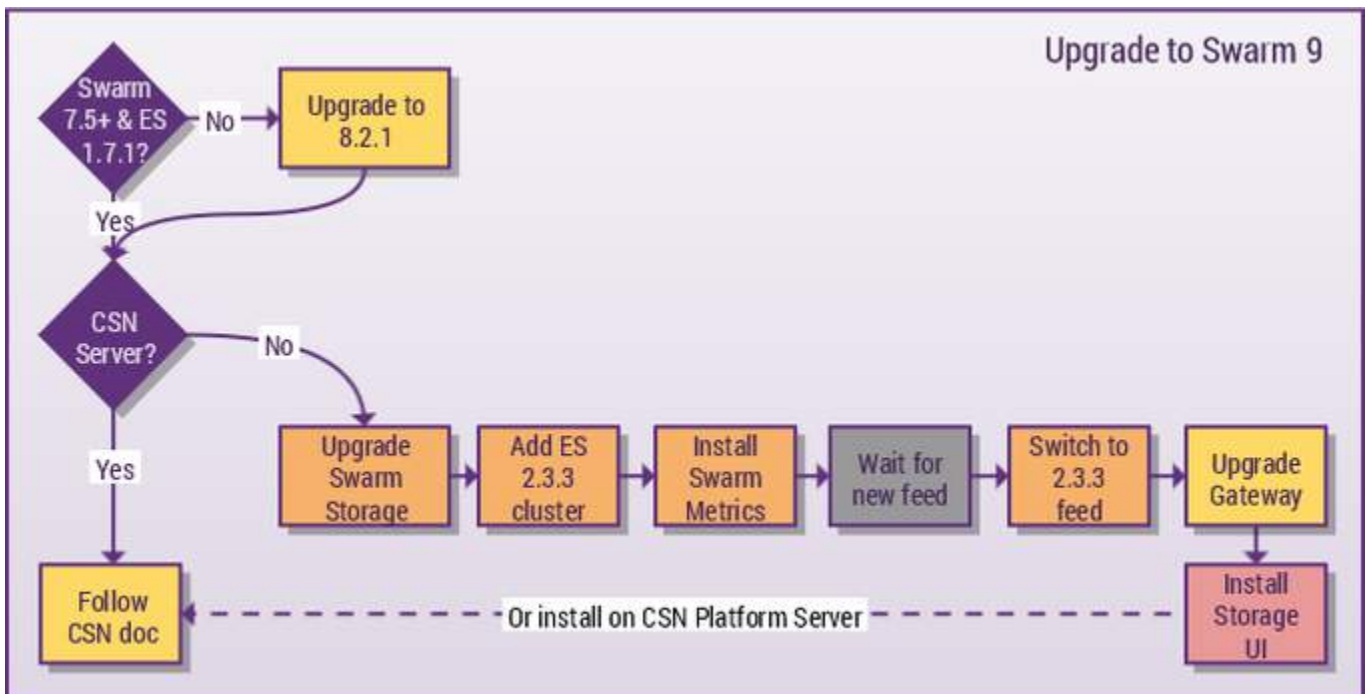 Upgrade to Swarm 9
Swarm
7.5+ & ES
1.7.1?
No
Upgrade to
8.2.1
Yes
CSN
Server?
No
Yes
Upgrade
Swarm
Storage
Add ES
2.3.3
cluster
Install
Swarm
Metrics
Wait for
new feed
Switch to
2.3.3
feed
Upgrade
Gateway
Follow
CSN doc
Or install on CSN Platform Server
Install
Storage
UI